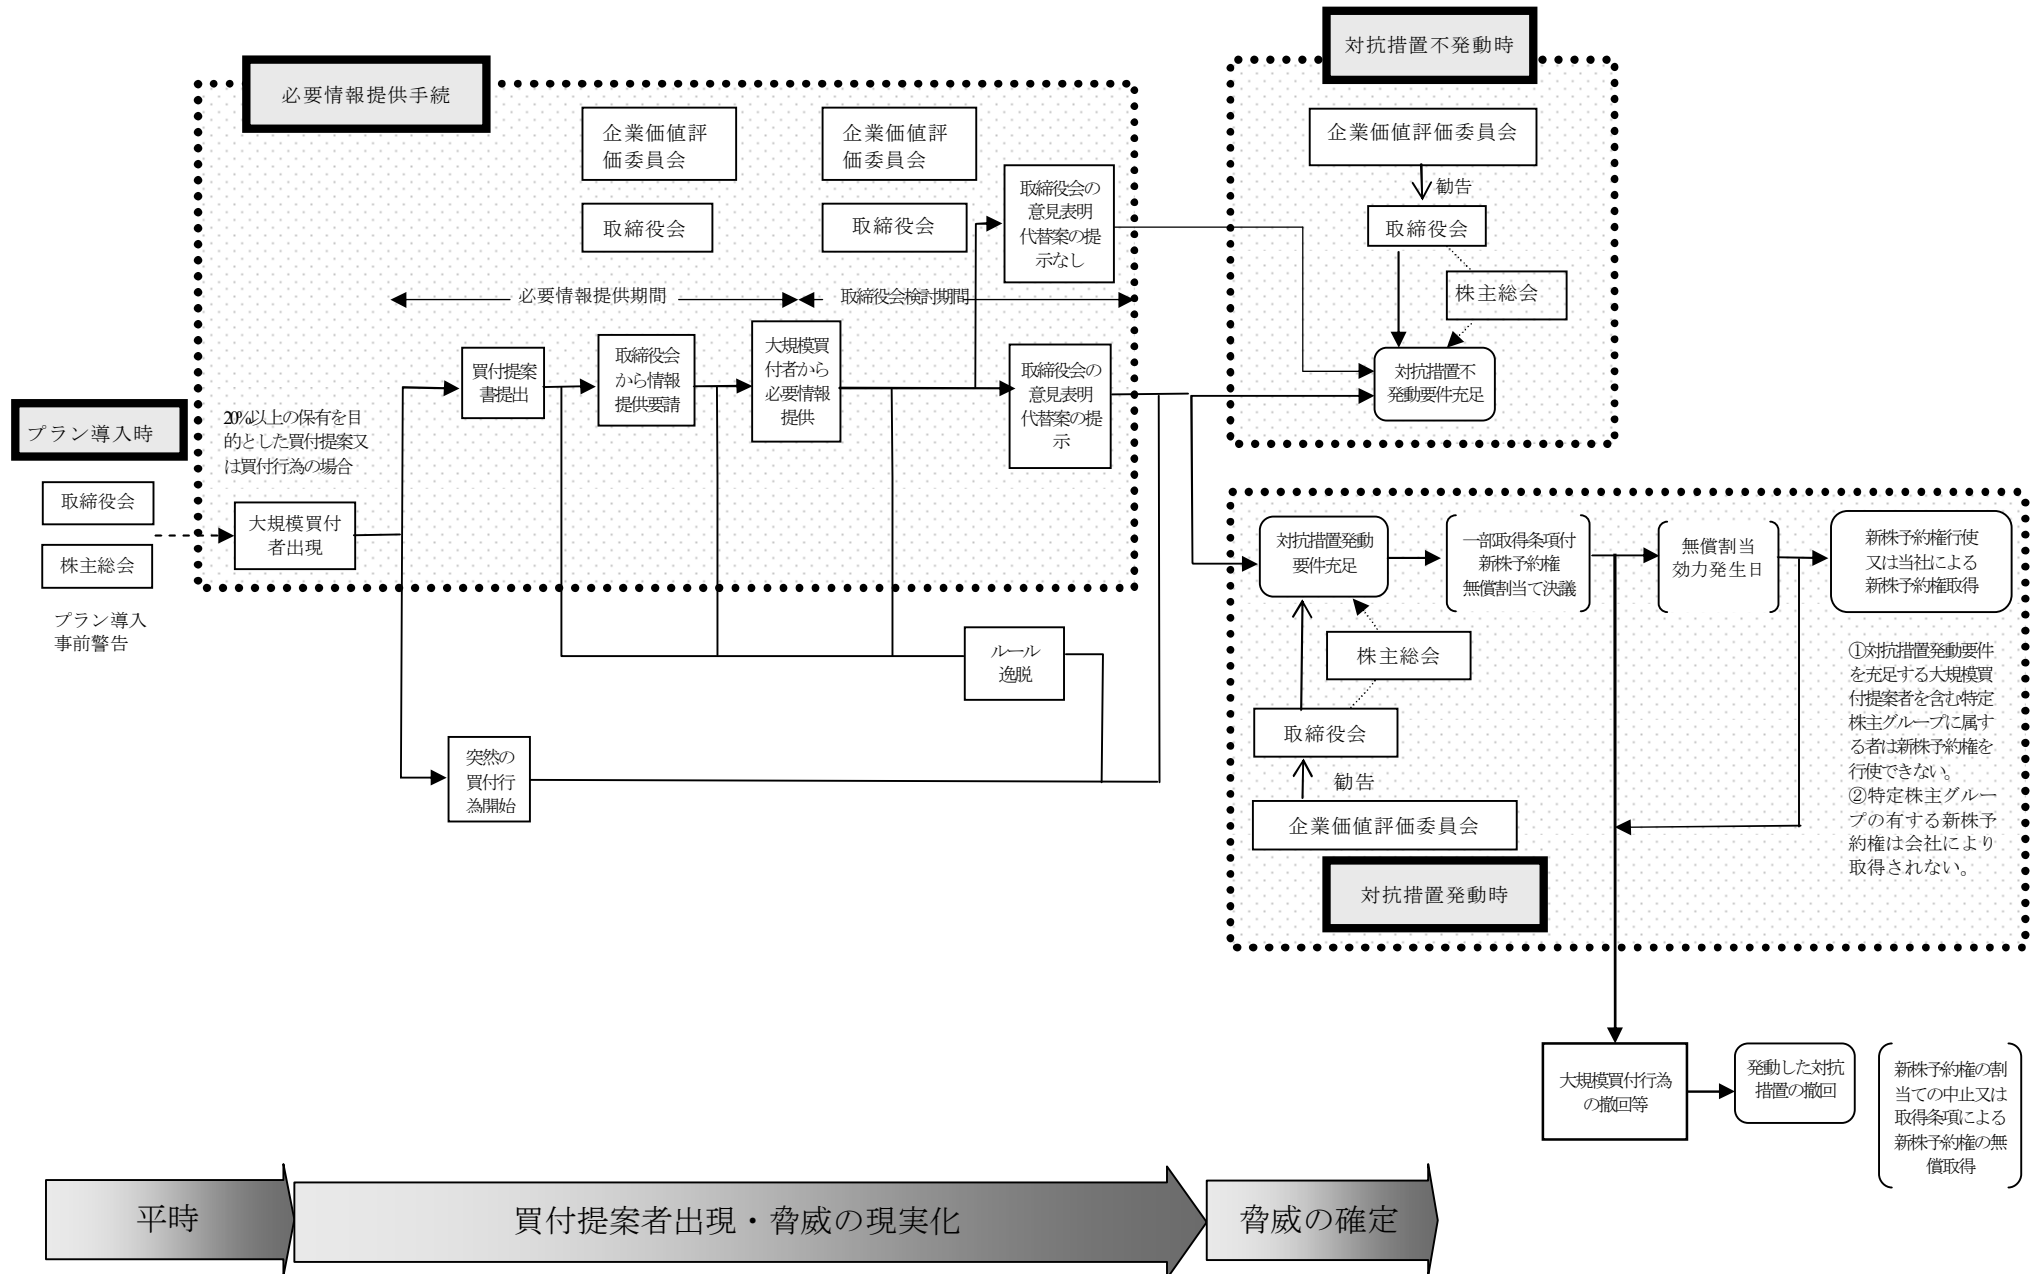 プラン導入時
取締役会
株主総会
プラン導入
事前警告
必要情報提供手続
企業価値評
価委員会
取締役会
企業価値評
価委員会
取締役会
必要情報提供期間
取締役会検討期間
20%以上の保有を目
的とした買付提案又
は買付行為の場合
大規模買付
者出現
買付提案
書提出
取締役会
から情報
提供要請
大規模買
付者から
必要情報
提供
取締役会の
意見表明
代替案の提
示なし
取締役会の
意見表明
代替案の提
示
ルール
逸脱
突然の
買付行
為開始
対抗措置不発動時
企業価値評価委員会
勧告
取締役会
株主総会
対抗措置不
発動要件充足
対抗措置発動
要件充足
一部取得条項付
新株予約権
無償割当て決議
無償割当
効力発生日
新株予約権行使
又は当社による
新株予約権取得
株主総会
取締役会
勧告
企業価値評価委員会
対抗措置発動時
①対抗措置発動要件
を充足する大規模買
付提案者を含む特定
株主グループに属す
る者は新株予約権を
行使できない。
②特定株主グルー
プの有する新株予
約権は会社により
取得されない。
大規模買付行為
の撤回等
発動した対抗
措置の撤回
新株予約権の割
当ての中止又は
取得条項による
新株予約権の無
償取得
平時
買付提案者出現・脅威の現実化
脅威の確定